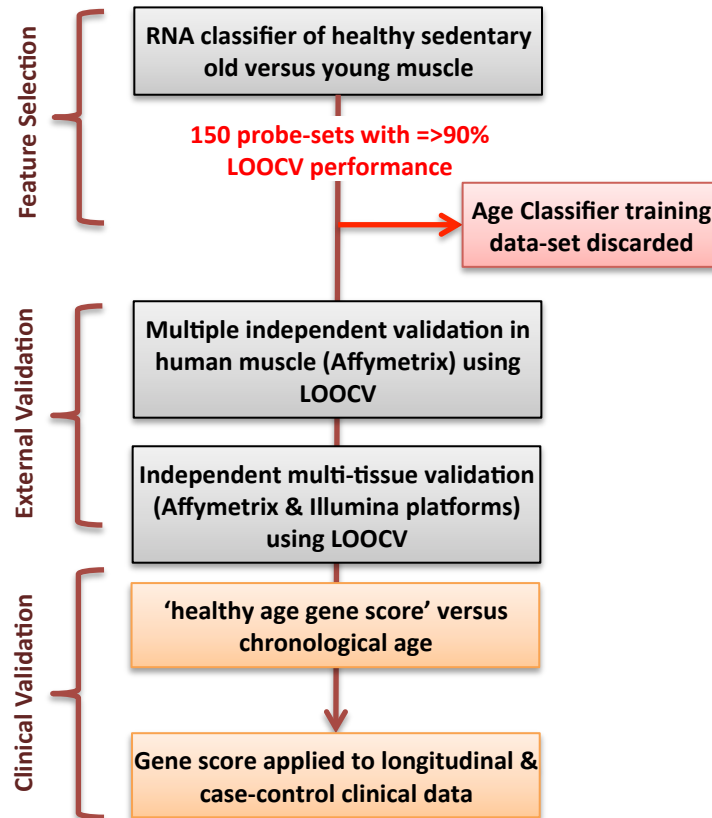 Feature Selection
RNA classifier of healthy sedentary
old versus young muscle
150 probe-sets with =>90%
LOOCV performance
Age Classifier training
data-set discarded
External Validation
Multiple independent validation in
human muscle (Affymetrix) using
LOOCV
Independent multi-tissue validation
(Affymetrix & Illumina platforms)
using LOOCV
Clinical Validation
‘healthy age gene score’ versus
chronological age
Gene score applied to longitudinal &
case-control clinical data